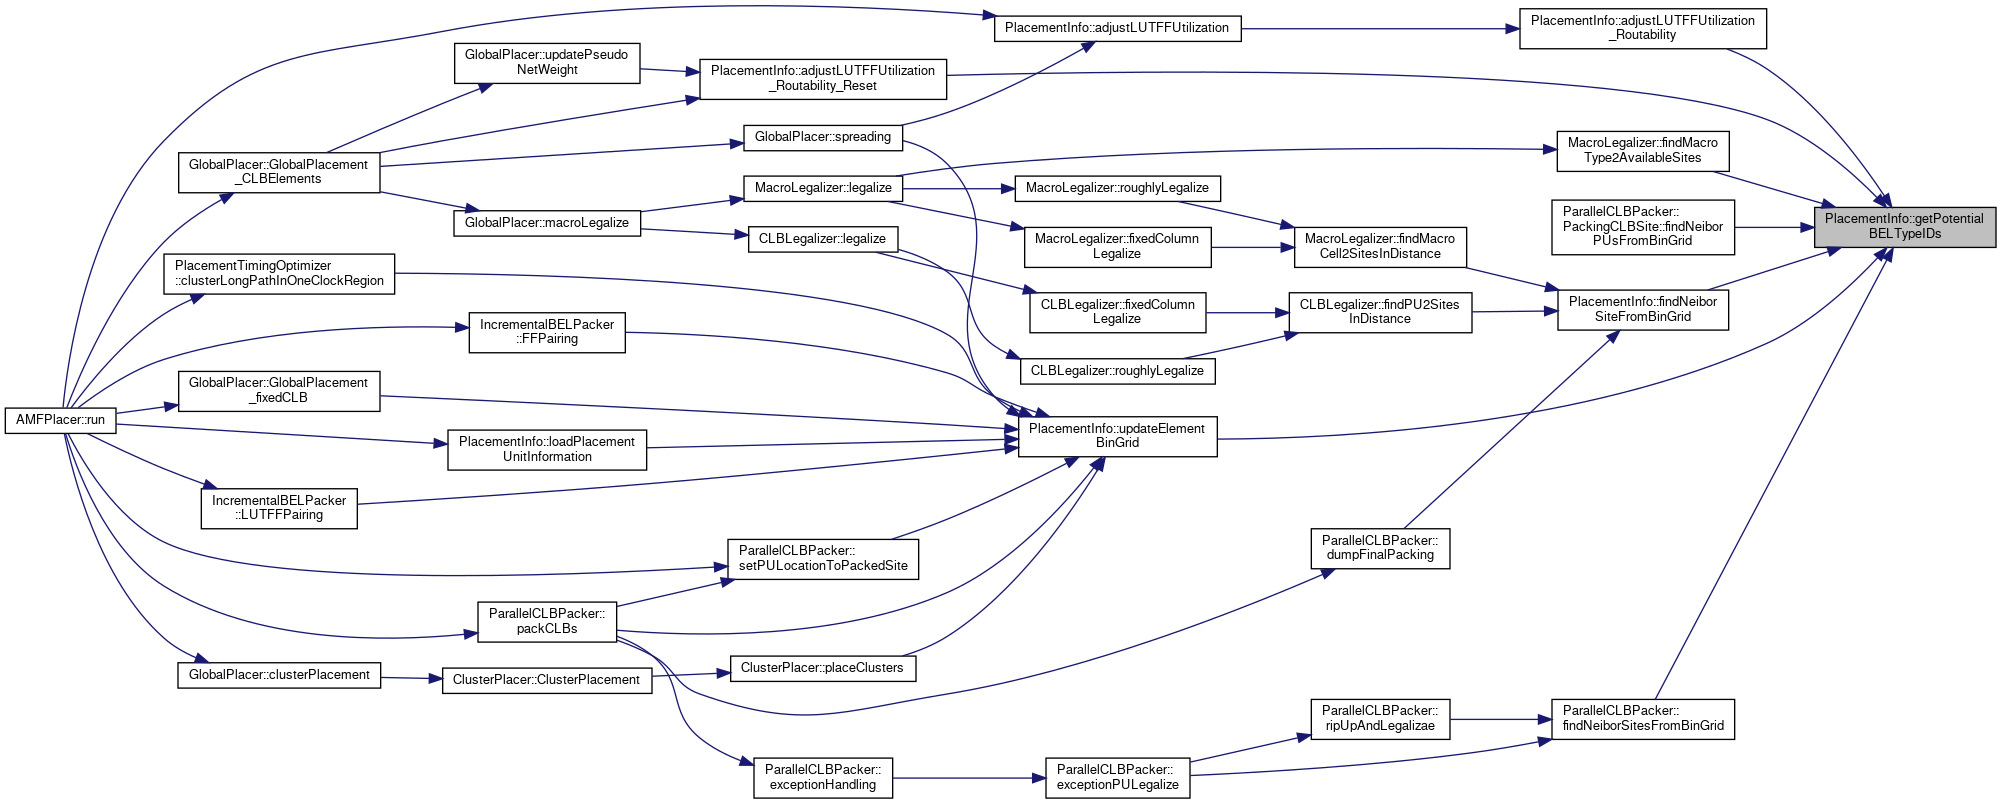 PlacementInfo::adjustLUTFFUtilization
PlacementInfo::adjustLUTFFUtilization
_Routability
GlobalPlacer::updatePseudo
NetWeight
PlacementInfo::adjustLUTFFUtilization
_Routability_Reset
GlobalPlacer::spreading
MacroLegalizer::findMacro
Type2AvailableSites
GlobalPlacer::GlobalPlacement
_CLBElements
MacroLegalizer::legalize
MacroLegalizer::roughlyLegalize
ParallelCLBPacker::
PackingCLBSite::findNeibor
PUsFromBinGrid
PlacementInfo::getPotential
BELTypeIDs
GlobalPlacer::macroLegalize
CLBLegalizer::legalize
MacroLegalizer::fixedColumn
Legalize
MacroLegalizer::findMacro
Cell2SitesInDistance
PlacementTimingOptimizer
::clusterLongPathInOneClockRegion
CLBLegalizer::fixedColumn
Legalize
CLBLegalizer::findPU2Sites
InDistance
PlacementInfo::findNeibor
SiteFromBinGrid
IncrementalBELPacker
::FFPairing
CLBLegalizer::roughlyLegalize
GlobalPlacer::GlobalPlacement
_fixedCLB
AMFPlacer::run
PlacementInfo::updateElement
BinGrid
PlacementInfo::loadPlacement
UnitInformation
IncrementalBELPacker
::LUTFFPairing
ParallelCLBPacker::
setPULocationToPackedSite
ParallelCLBPacker::
dumpFinalPacking
ParallelCLBPacker::
packCLBs
GlobalPlacer::clusterPlacement
ClusterPlacer::ClusterPlacement
ClusterPlacer::placeClusters
ParallelCLBPacker::
ripUpAndLegalizae
ParallelCLBPacker::
findNeiborSitesFromBinGrid
ParallelCLBPacker::
exceptionHandling
ParallelCLBPacker::
exceptionPULegalize